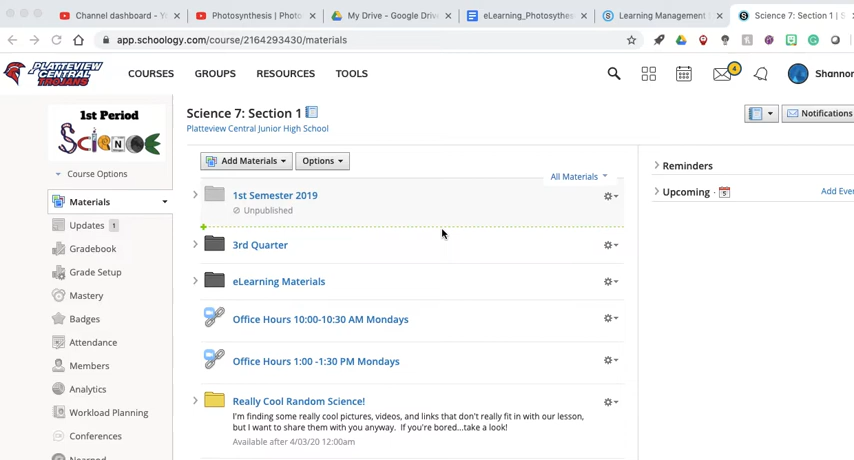 Channel dashboard - Y
Photosynthesis | Photo
My Drive - Google Driv
eLearning_Photosythes
Learning Management
Science 7: Section 1 | S
app.schoology.com/course/2164293430/materials
PLATTEVIEW
CENTRAL
TROJANS
COURSES
GROUPS
RESOURCES
TOOLS
4
Shannon
1st Period
Science
Science 7: Section 1
Platteview Central Junior High School
Notifications
Course Options
Add Materials
Options
All Materials
Reminders
Upcoming ·
Add Eve
Materials
Updates 1
Gradebook
Grade Setup
Mastery
Badges
Attendance
Members
Analytics
Workload Planning
Conferences
Nearpod
1st Semester 2019
Unpublished
3rd Quarter
eLearning Materials
Office Hours 10:00-10:30 AM Mondays
Office Hours 1:00 -1:30 PM Mondays
Really Cool Random Science!
I'm finding some really cool pictures, videos, and links that don't really fit in with our lesson,
but I want to share them with you anyway. If you're bored...take a look!
Available after 4/03/20 12:00am